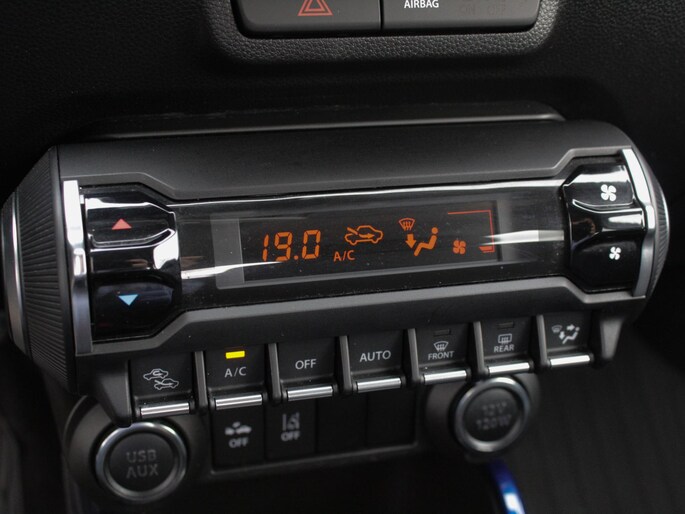 AIRBAG
19.0
A/C
A/C
OFF
AUTO
FRONT
REAR
OFF
OFF
USB
AUX
12V
120W